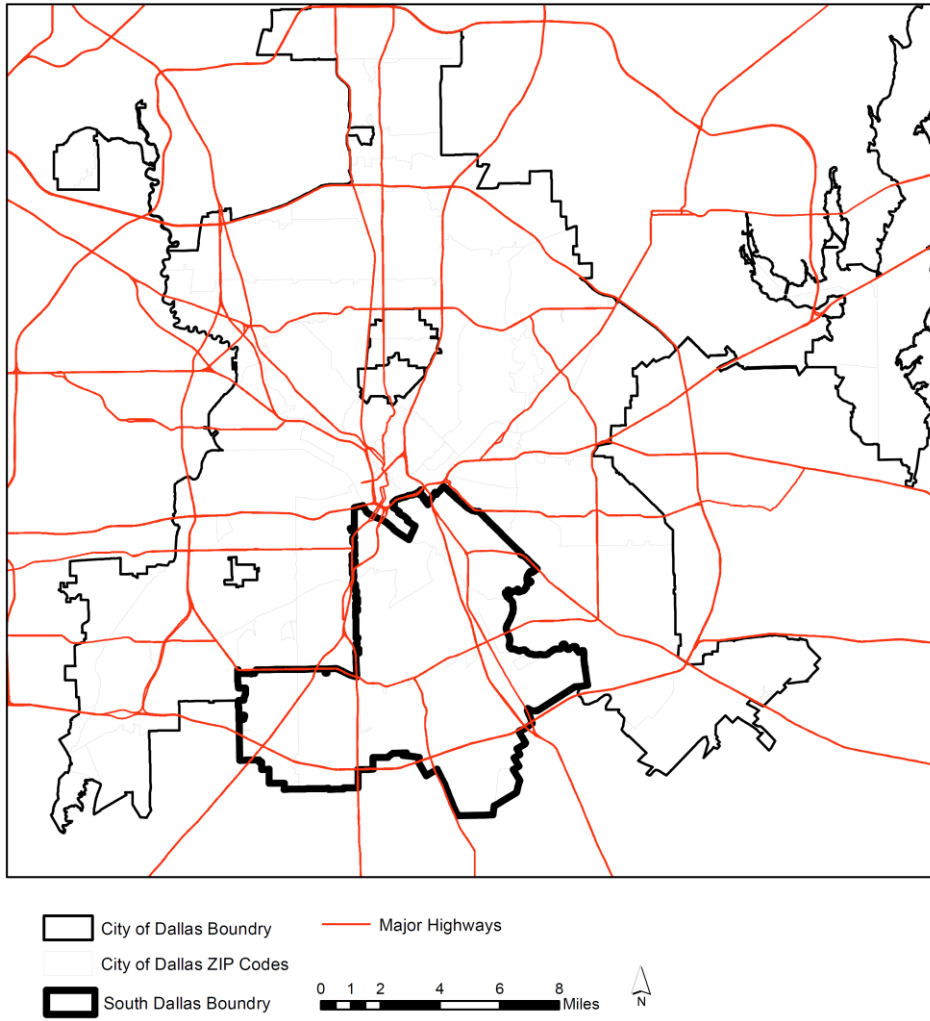 City of Dallas Boundry
Major Highways
City of Dallas ZIP Codes
South Dallas Boundry
0 1 2 4 6 8
Miles
N